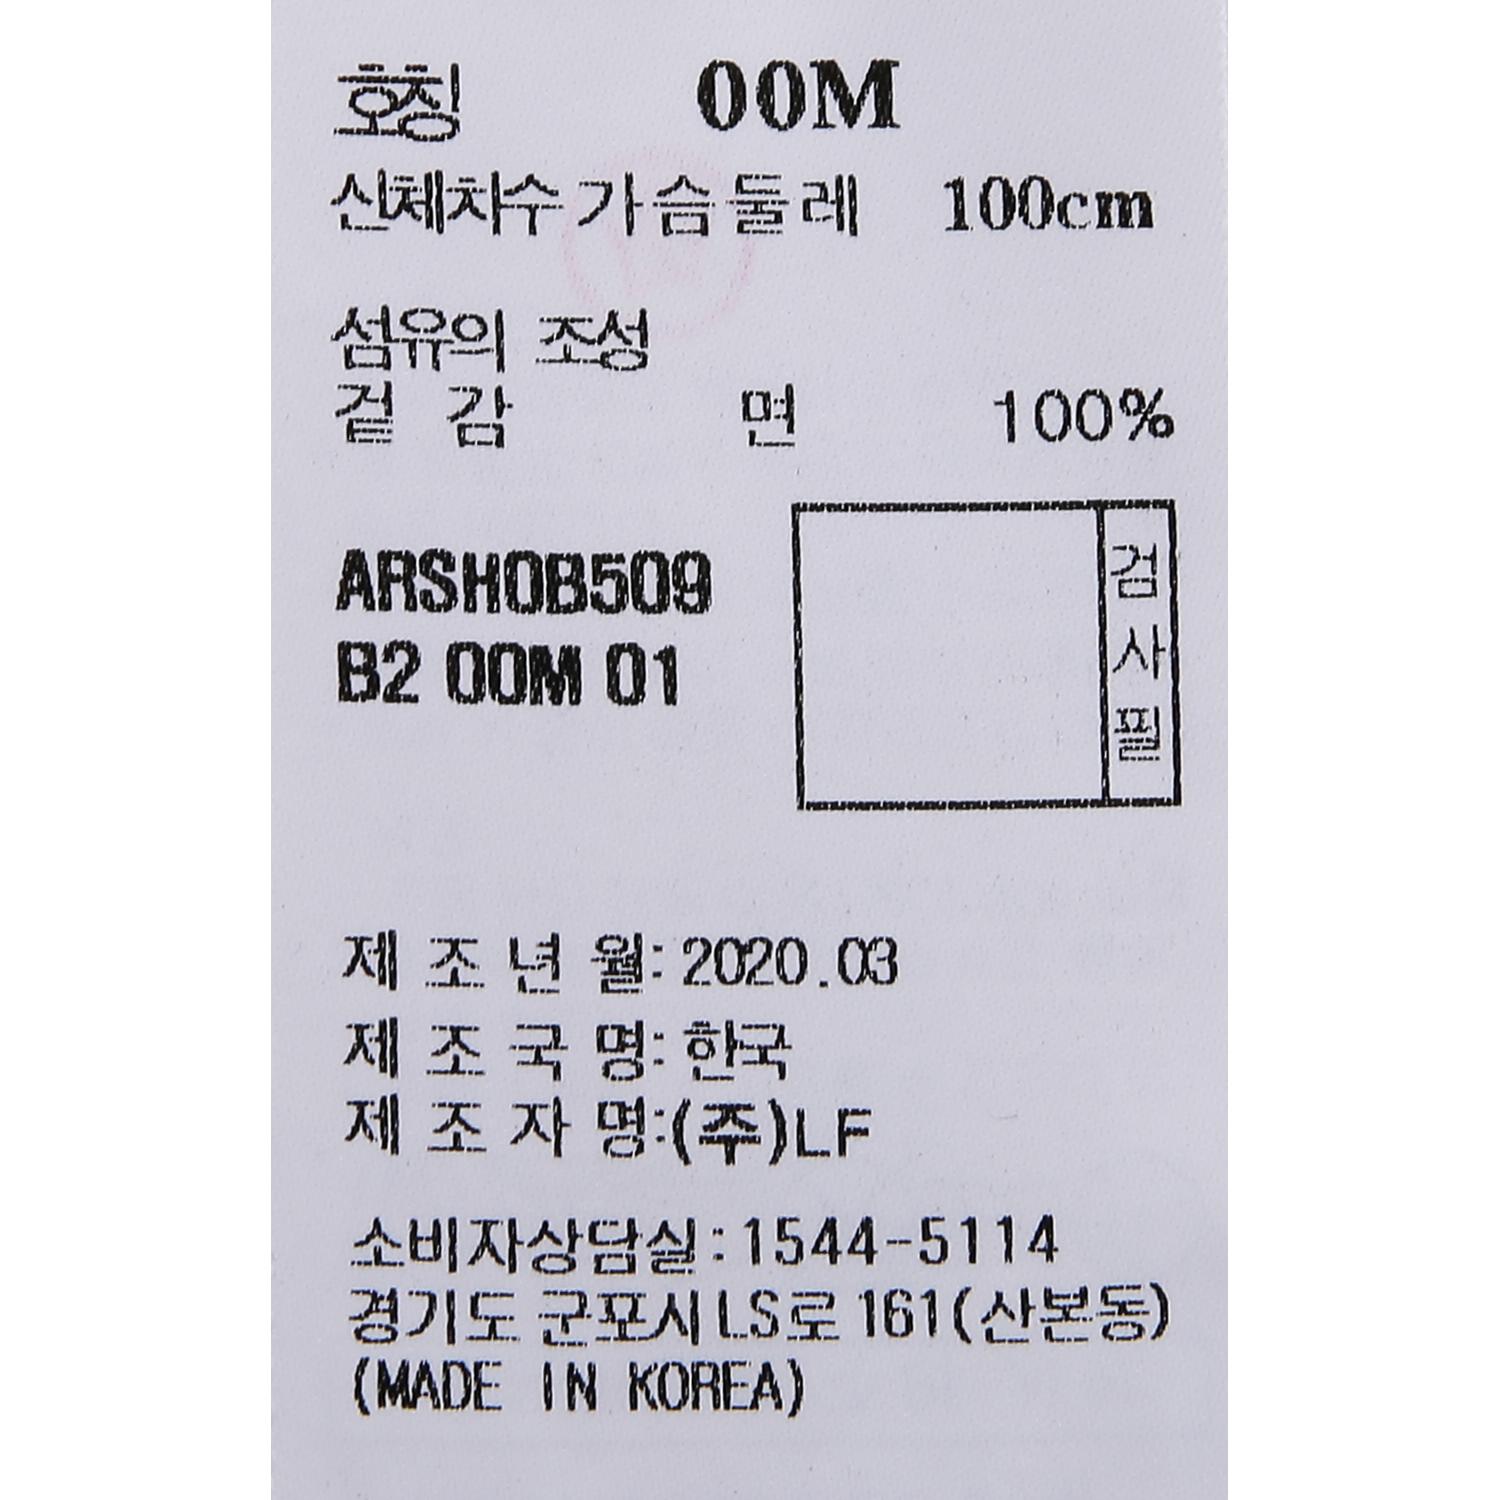 호칭 00M
신체치수 가슴둘레 100cm
섬유의 조성
겉 감 면 100%
ARSH0B509
B2 00M 01
검사필
제 조 년 월: 2020.03
제 조 국 명: 한국
제 조 자 명:(주)LF
소비자상담실:1544-5114
경기도 군포시 LS로 161(산본동)
(MADE IN KOREA)